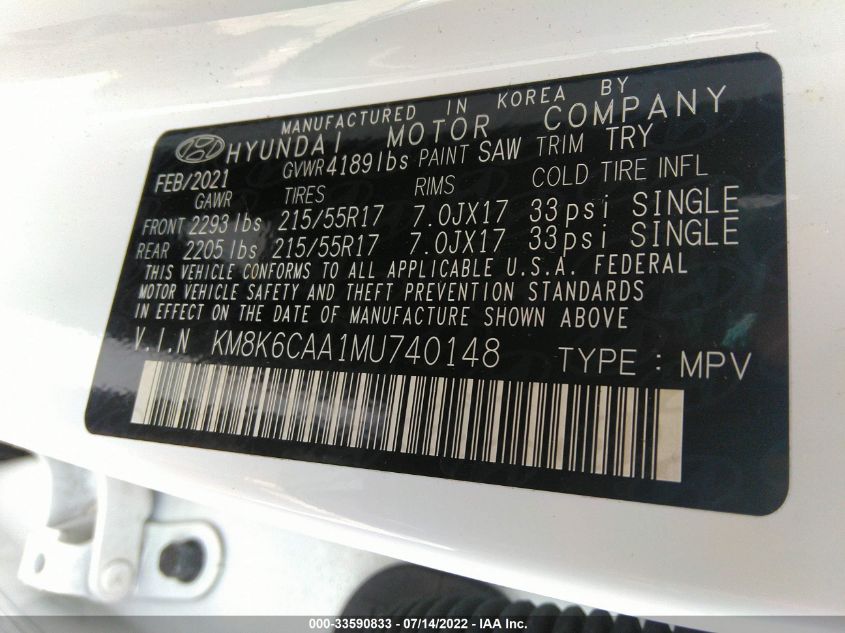 MANUFACTURED IN KOREA BY
HYUNDAI MOTOR COMPANY
FEB/2021 GVWR 4189lbs PAINT SAW TRIM TRY
GAWR TIRES RIMS COLD TIRE INFL
FRONT 2293 lbs 215/55R17 7.0JX17 33psi SINGLE
REAR 2205 lbs 215/55R17 7.0JX17 33psi SINGLE
THIS VEHICLE CONFORMS TO ALL APPLICABLE U.S.A. FEDERAL
MOTOR VEHICLE SAFETY AND THEFT PREVENTION STANDARDS
IN EFFECT ON THE DATE OF MANUFACTURE SHOWN ABOVE
V.I.N KM8K6CAA1MU740148 TYPE : MPV
000-33590833 / 07/14/2022 - IAA Inc.